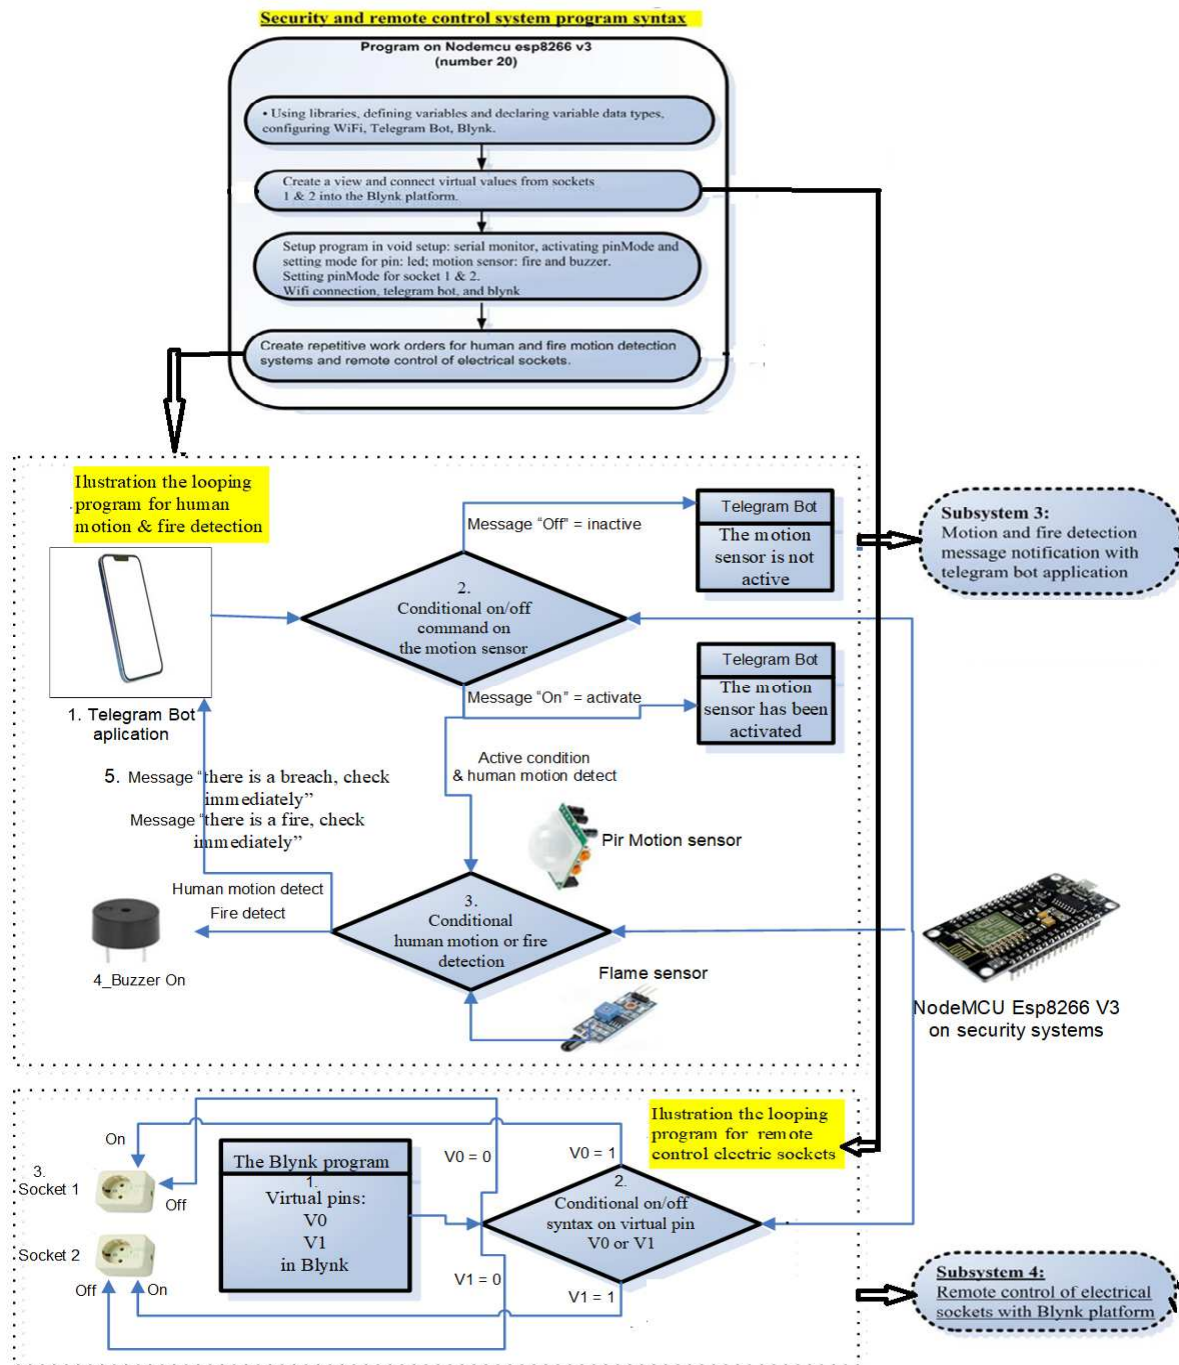 Security and remote control system program syntax
Program on Nodemcu esp8266 v3
(number 20)
• Using libraries, defining variables and declaring variable data types,
configuring WiFi, Telegram Bot, Blynk.
Create a view and connect virtual values from sockets
1 & 2 into the Blynk platform.
Setup program in void setup: serial monitor, activating pinMode and
setting mode for pin: led; motion sensor: fire and buzzer.
Setting pinMode for socket 1 & 2.
Wifi connection, telegram bot, and blynk
Create repetitive work orders for human and fire motion detection
systems and remote control of electrical sockets.
Ilustration the looping
program for human
motion & fire detection
Message "Off" = inactive
Telegram Bot
The motion
sensor is not
active
Subsystem 3:
Motion and fire detection
message notification with
telegram bot application
2.
Conditional on/off
command on
the motion sensor
Telegram Bot
The motion
sensor has been
activated
Message "On" = activate
1. Telegram Bot
aplication
Active condition
& human motion detect
5. Message "there is a breach, check
immediately"
Message "there is a fire, check
immediately"
Pir Motion sensor
Human motion detect
Fire detect
3.
Conditional
human motion or fire
detection
4_Buzzer On
Flame sensor
NodeMCU Esp8266 V3
on security systems
Ilustration the looping
program for remote
control electric sockets
On
V0 = 0
V0 = 1
3.
Socket 1
Off
The Blynk program
1.
Virtual pins:
V0
V1
in Blynk
2.
Conditional on/off
syntax on virtual pin
V0 or V1
Socket 2
Off
On
V1 = 0
V1 = 1
Subsystem 4:
Remote control of electrical
sockets with Blynk platform